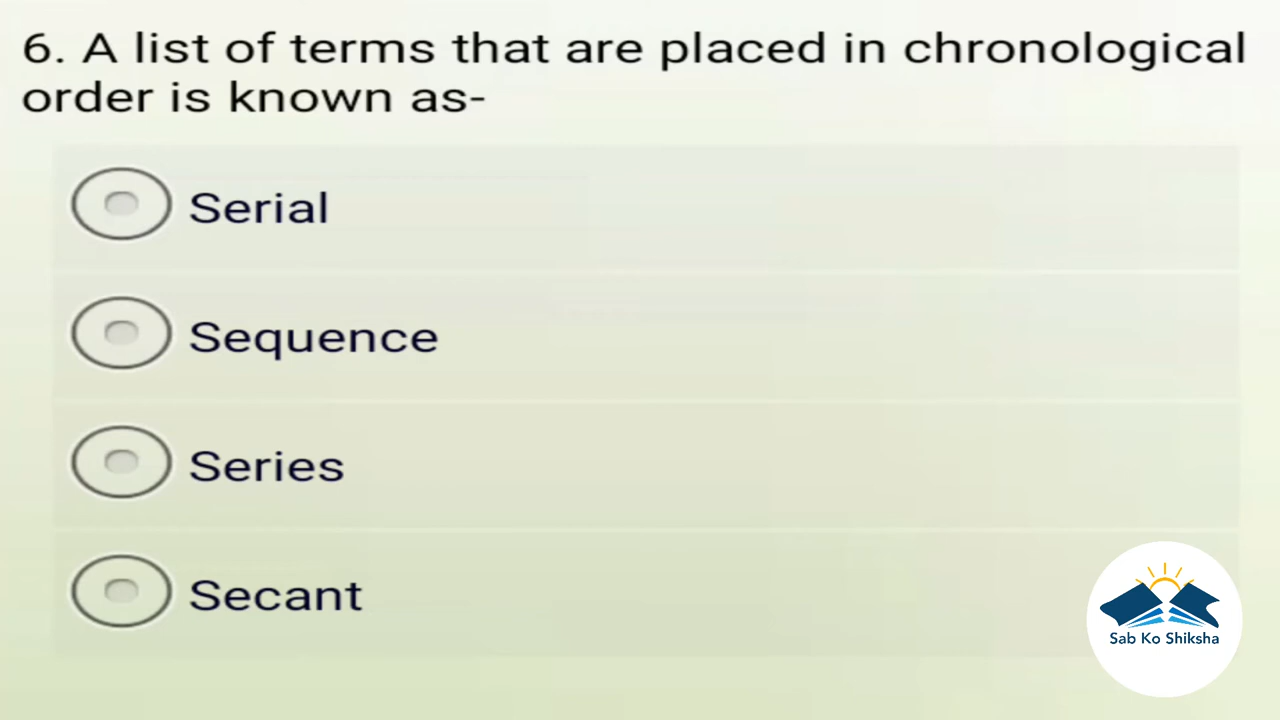 6. A list of terms that are placed in chronological
order is known as-
Serial
Sequence
Series
Secant
Sab Ko Shiksha